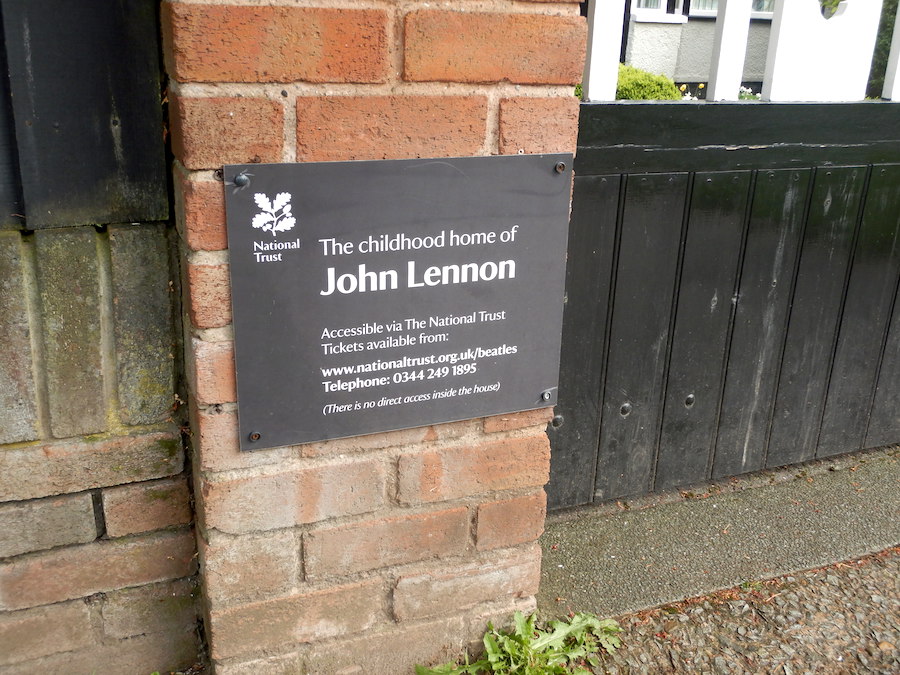 National
Trust
The childhood home of
John Lennon
Accessible via The National Trust
Tickets available from:
www.nationaltrust.org.uk/beatles
Telephone: 0344 249 1895
(There is no direct access inside the house)